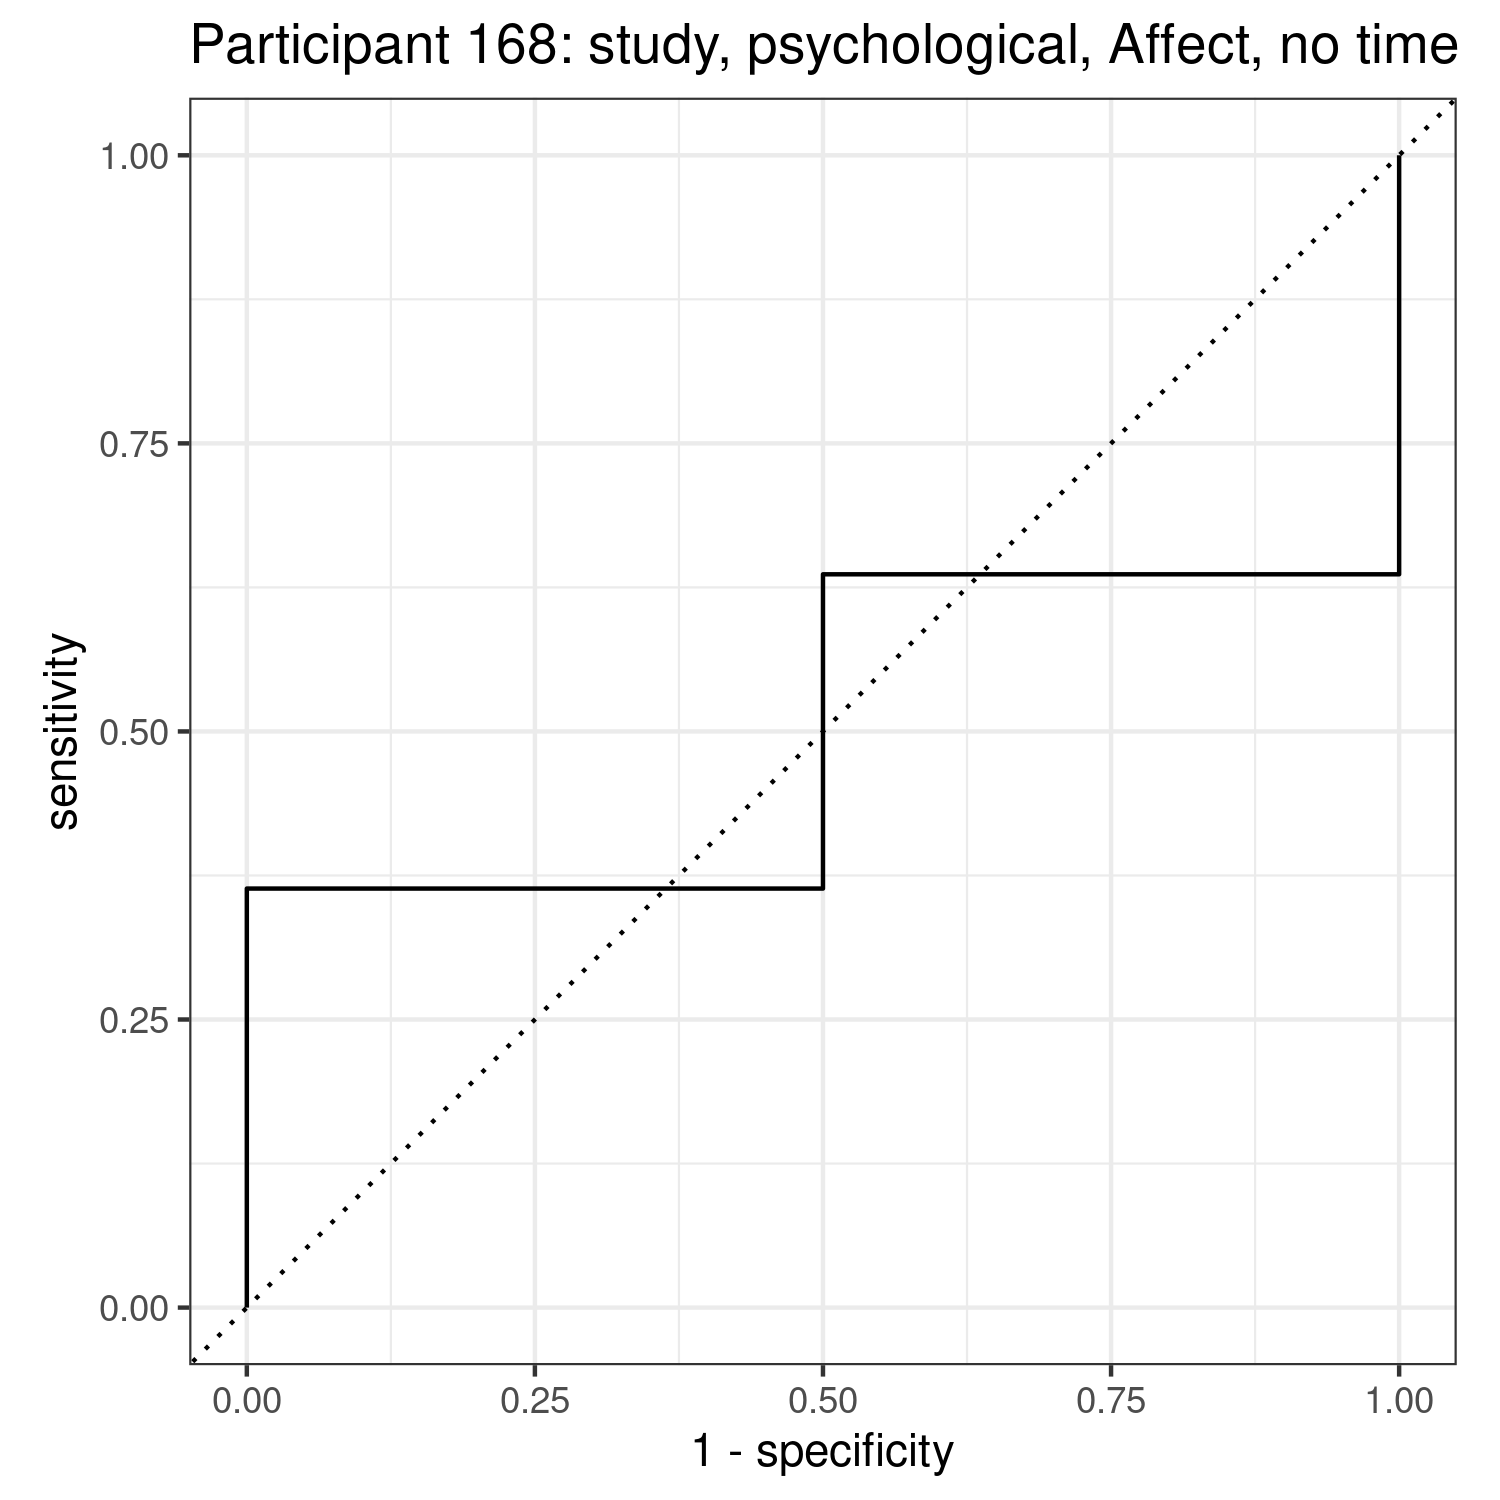 Participant 168: study, psychological, Affect, no time
1.00
0.75
0.50
0.25
0.00
sensitivity
0.00 0.25 0.50 0.75 1.00
1 - specificity